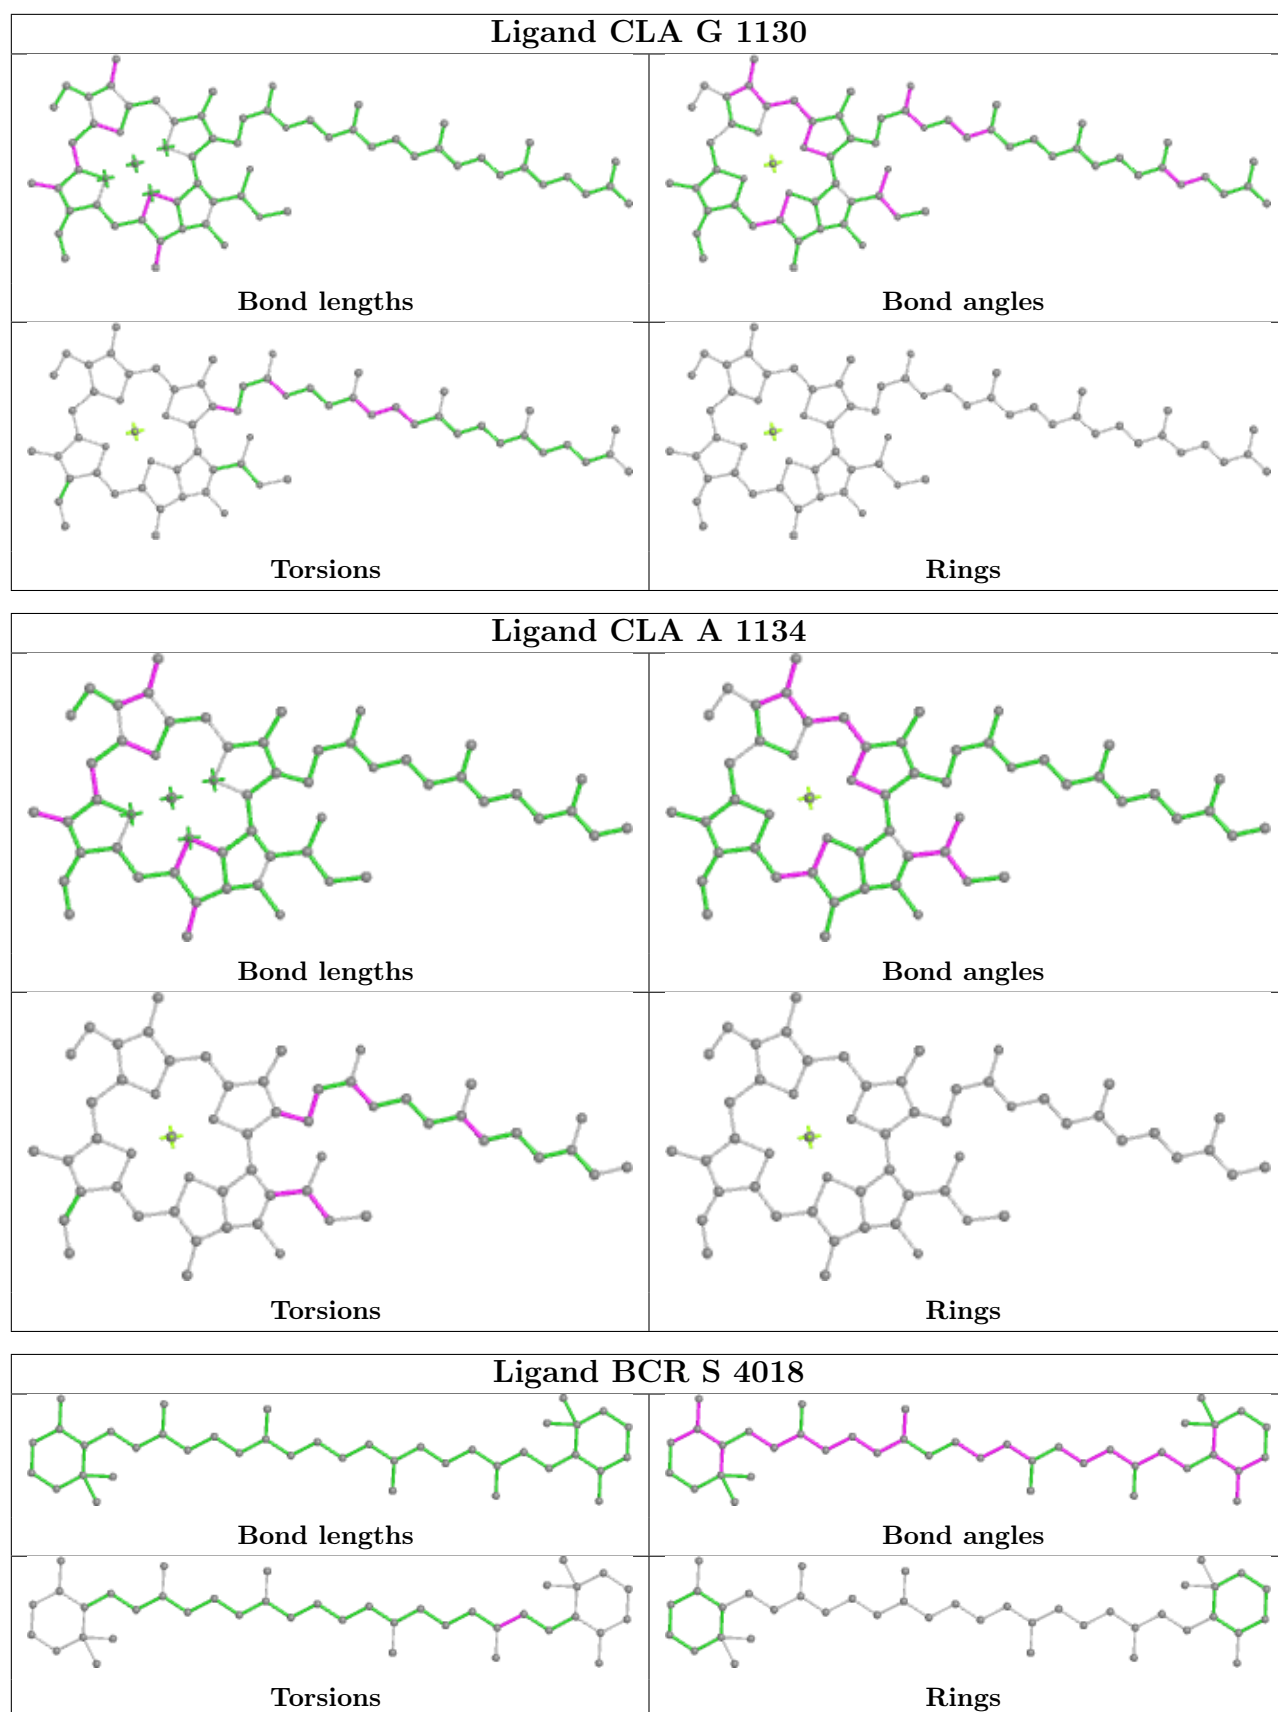 Ligand CLA G 1130
Bond lengths
Bond angles
Torsions
Rings
Ligand CLA A 1134
Bond lengths
Bond angles
Torsions
Rings
Ligand BCR S 4018
Bond lengths
Bond angles
Torsions
Rings